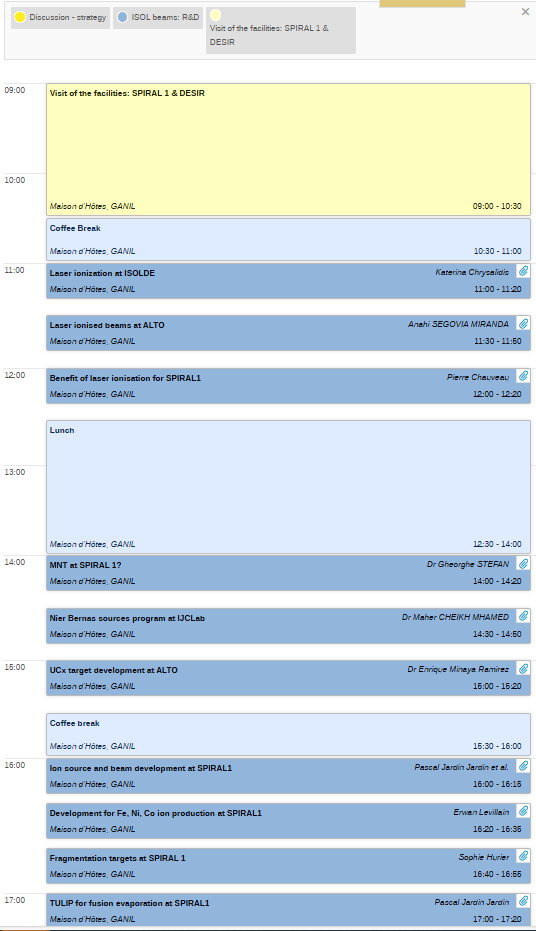 Discussion - strategy
ISOL beams: R&D
Visit of the facilities: SPIRAL 1 &
DESIR
09:00
Visit of the facilities: SPIRAL 1 & DESIR
10:00
Maison d'Hôtes, GANIL 09:00 - 10:30
Coffee Break
Maison d'Hôtes, GANIL 10:30 - 11:00
11:00
Laser ionization at ISOLDE Katerina Chrysalidis
Maison d'Hôtes, GANIL 11:00 - 11:20
Laser ionised beams at ALTO Anahi SEGOVIA MIRANDA
Maison d'Hôtes, GANIL 11:30 - 11:50
12:00
Benefit of laser ionisation for SPIRAL1 Pierre Chauveau
Maison d'Hôtes, GANIL 12:00 - 12:20
Lunch
13:00
Maison d'Hôtes, GANIL 12:30 - 14:00
14:00
MNT at SPIRAL 1? Dr Gheorghe STEFAN
Maison d'Hôtes, GANIL 14:00 - 14:20
Nier Bernas sources program at IJCLab Dr Maher CHEIKH MHAMED
Maison d'Hôtes, GANIL 14:30 - 14:50
15:00
UCx target development at ALTO Dr Enrique Minaya Ramirez
Maison d'Hôtes, GANIL 15:00 - 15:20
Coffee break
Maison d'Hôtes, GANIL 15:30 - 16:00
16:00
Ion source and beam development at SPIRAL1 Pascal Jardin Jardin et al.
Maison d'Hôtes, GANIL 16:00 - 16:15
Development for Fe, Ni, Co ion production at SPIRAL1 Erwan Levillain
Maison d'Hôtes, GANIL 16:20 - 16:35
Fragmentation targets at SPIRAL 1 Sophie Hurier
Maison d'Hôtes, GANIL 16:40 - 16:55
17:00
TULIP for fusion evaporation at SPIRAL1 Pascal Jardin Jardin
Maison d'Hôtes, GANIL 17:00 - 17:20